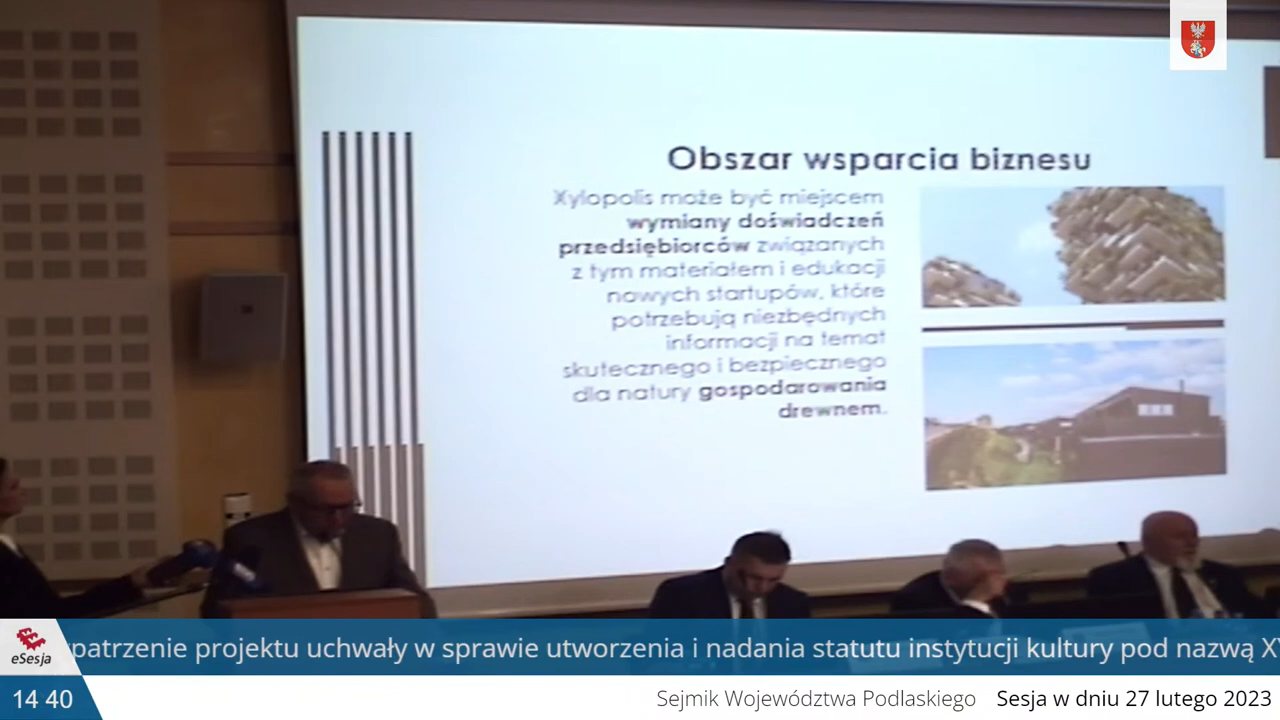 Obszar wsparcia biznesu
Xylopolis może być miejscem
wymiany doświadczeń
przedsiębiorców związanych
z tym materiałem i edukacji
nowych startupów, które
potrzebują niezbędnych
informacji na temat
skutecznego i bezpiecznego
dla natury gospodarowania
drewnem.
eSesja
patrzenie projektu uchwały w sprawie utworzenia i nadania statutu instytucji kultury pod nazwą X
14 40
Sejmik Województwa Podlaskiego Sesja w dniu 27 lutego 2023